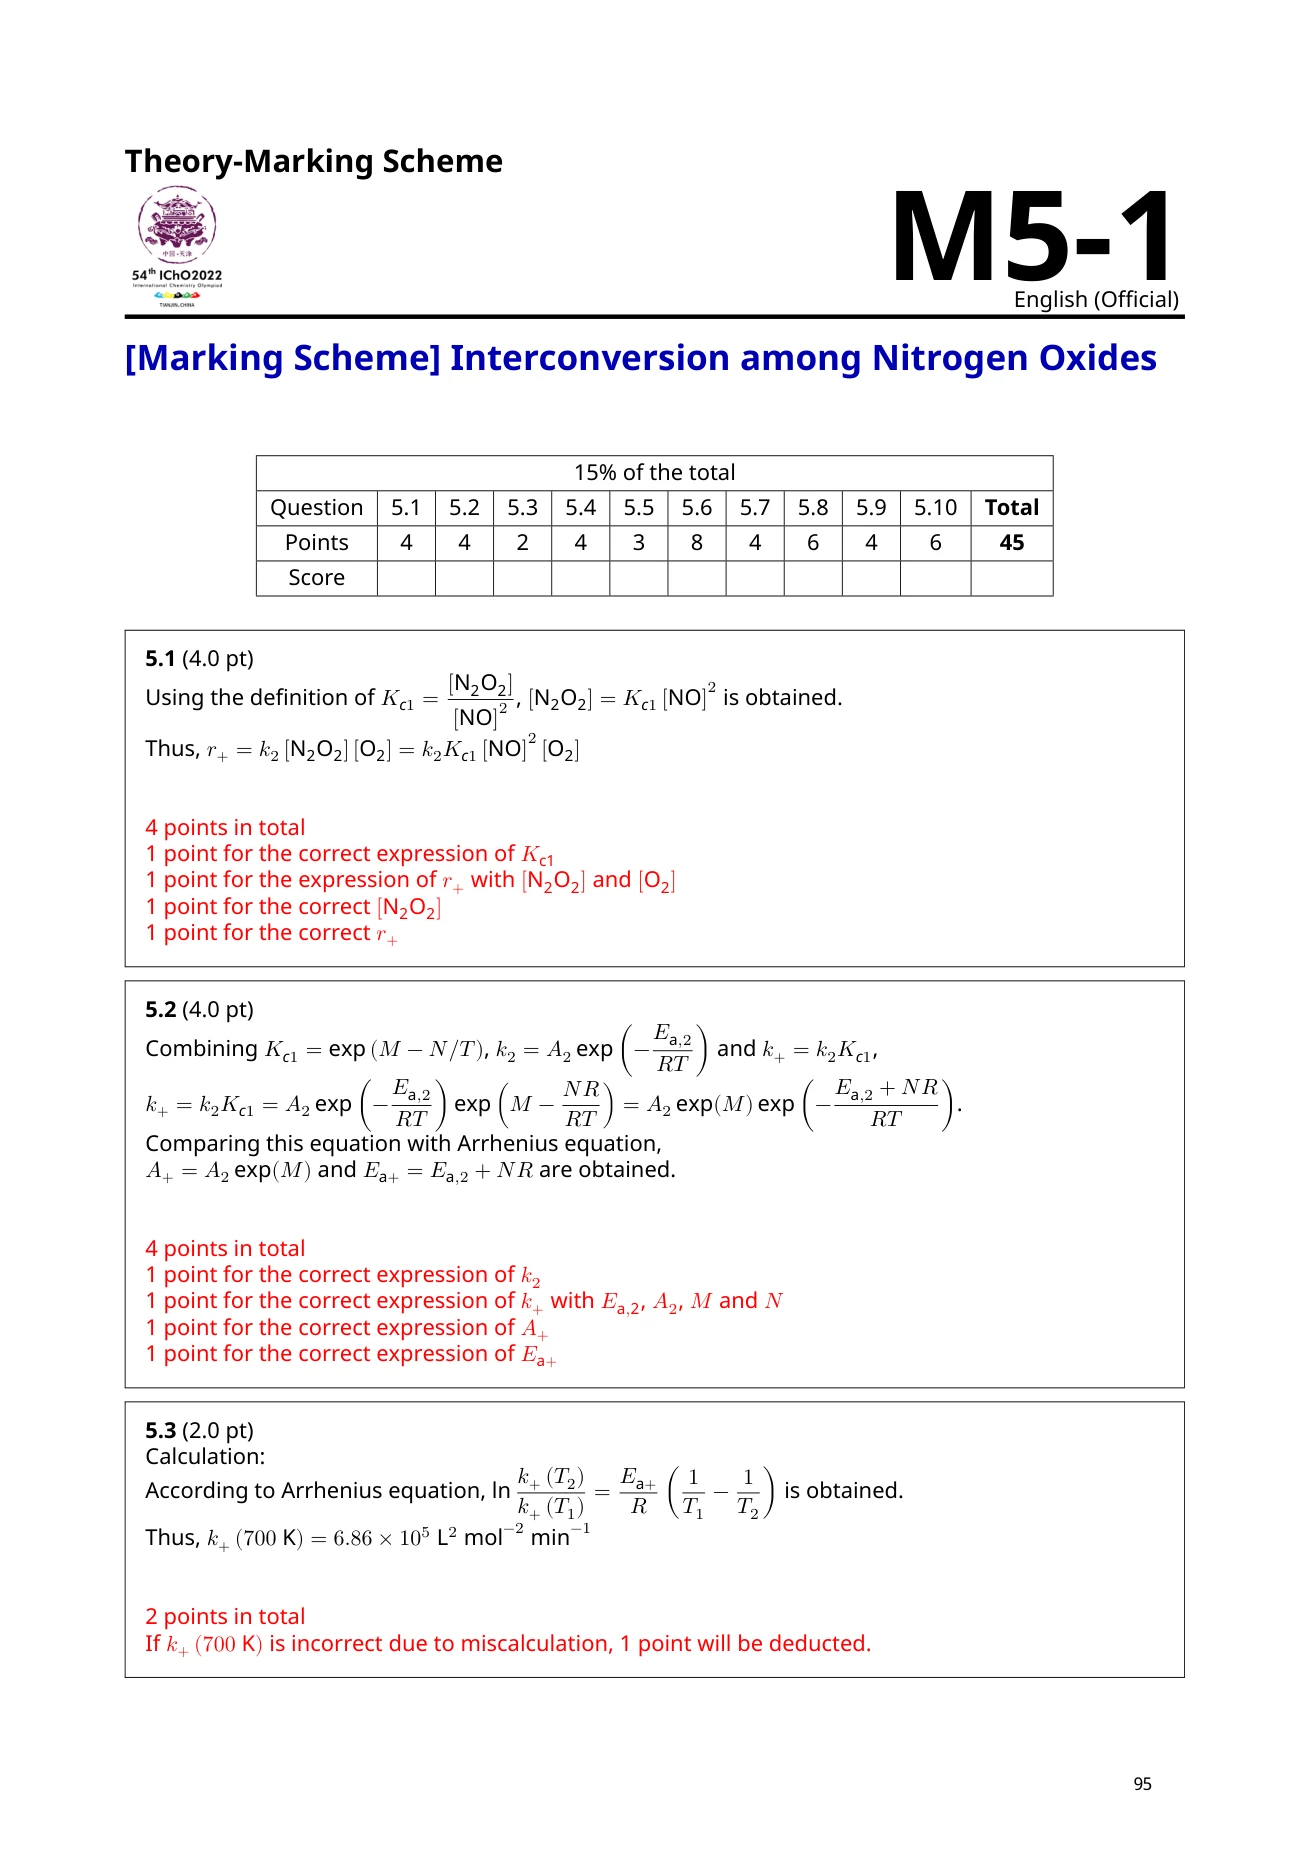 Theory-Marking Scheme
中国·天津
54th IChO2022
International Chemistry Olympiad
TIANJIN, CHINA
M5-1
English (Official)
[Marking Scheme] Interconversion among Nitrogen Oxides
15% of the total
Question 5.1 5.2 5.3 5.4 5.5 5.6 5.7 5.8 5.9 5.10 Total
Points 4 4 2 4 3 8 4 6 4 6 45
Score
5.1 (4.0 pt)
Using the definition of K_c1 = [N₂O₂]/[NO]², [N₂O₂] = K_c1 [NO]² is obtained.
Thus, r₊ = k₂ [N₂O₂] [O₂] = k₂K_c1 [NO]² [O₂]
4 points in total
1 point for the correct expression of K_c1
1 point for the expression of r₊ with [N₂O₂] and [O₂]
1 point for the correct [N₂O₂]
1 point for the correct r₊
5.2 (4.0 pt)
Combining K_c1 = exp (M − N/T), k₂ = A₂ exp (−E_a,2/RT) and k₊ = k₂K_c1,
k₊ = k₂K_c1 = A₂ exp (−E_a,2/RT) exp (M − NR/RT) = A₂ exp(M) exp (−(E_a,2 + NR)/RT).
Comparing this equation with Arrhenius equation,
A₊ = A₂ exp(M) and E_a+ = E_a,2 + NR are obtained.
4 points in total
1 point for the correct expression of k₂
1 point for the correct expression of k₊ with E_a,2, A₂, M and N
1 point for the correct expression of A₊
1 point for the correct expression of E_a+
5.3 (2.0 pt)
Calculation:
According to Arrhenius equation, ln k₊ (T₂)/k₊ (T₁) = E_a+/R (1/T₁ − 1/T₂) is obtained.
Thus, k₊ (700 K) = 6.86 × 10⁵ L² mol⁻² min⁻¹
2 points in total
If k₊ (700 K) is incorrect due to miscalculation, 1 point will be deducted.
95